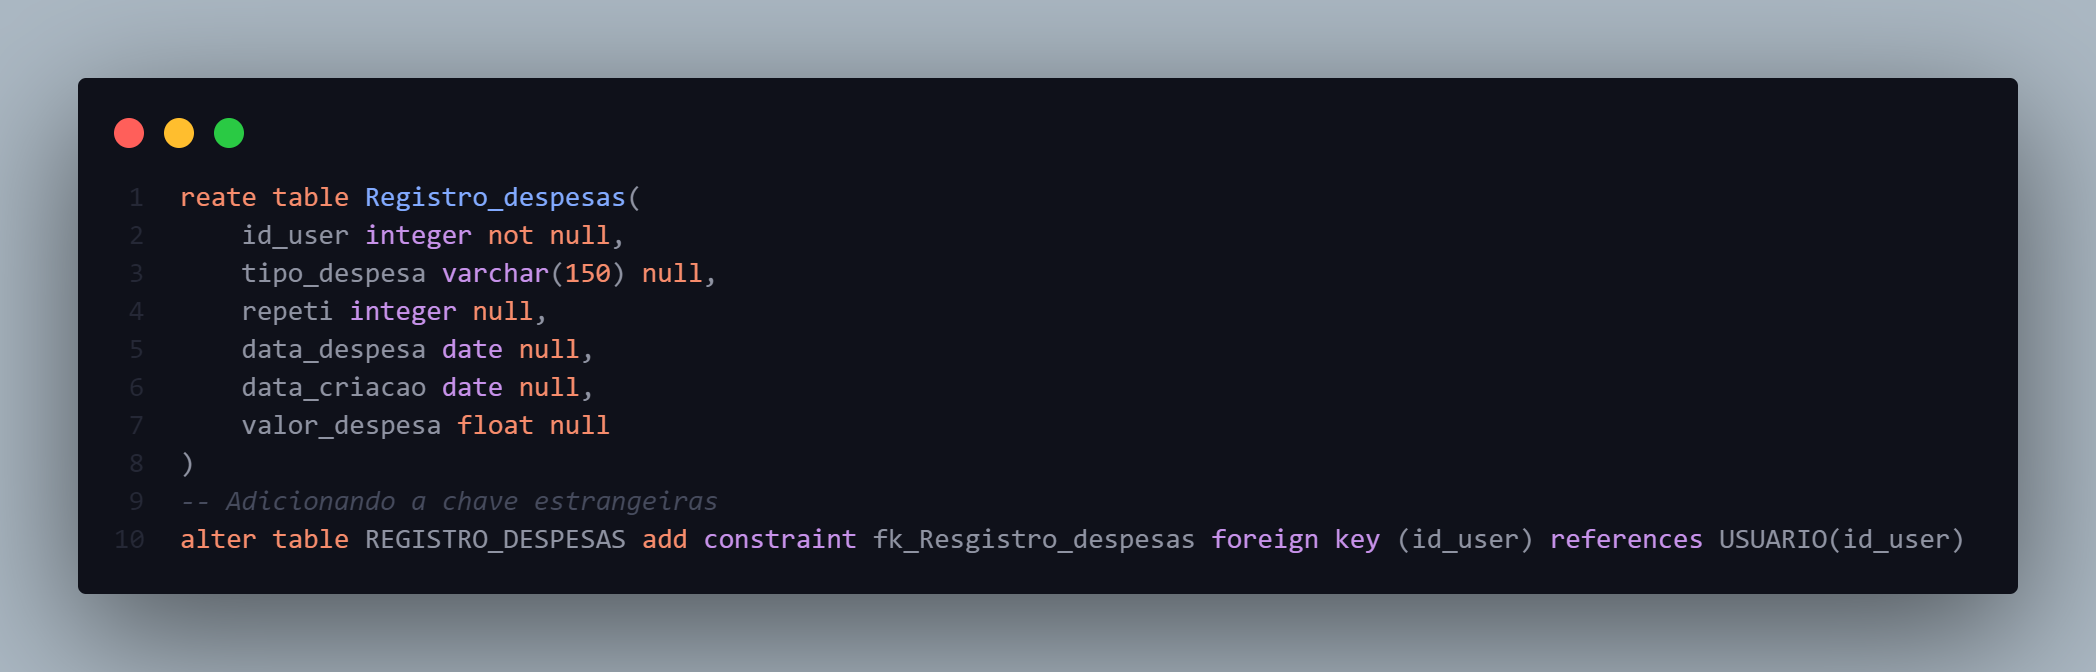 1 reate table Registro_despesas(
2 id_user integer not null,
3 tipo_despesa varchar(150) null,
4 repeti integer null,
5 data_despesa date null,
6 data_criacao date null,
7 valor_despesa float null
8 )
9 -- Adicionando a chave estrangeiras
10 alter table REGISTRO_DESPESAS add constraint fk_Resgistro_despesas foreign key (id_user) references USUARIO(id_user)